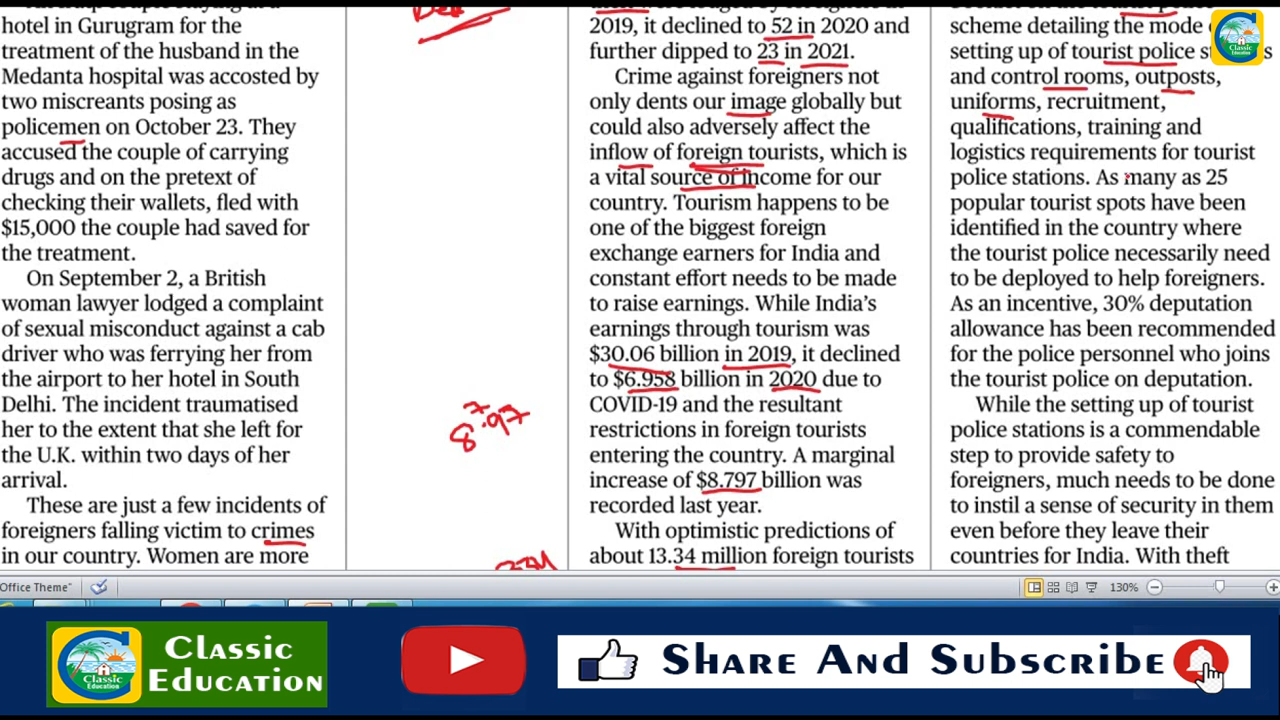 hotel in Gurugram for the
treatment of the husband in the
Medanta hospital was accosted by
two miscreants posing as
policemen on October 23. They
accused the couple of carrying
drugs and on the pretext of
checking their wallets, fled with
$15,000 the couple had saved for
the treatment.
On September 2, a British
woman lawyer lodged a complaint
of sexual misconduct against a cab
driver who was ferrying her from
the airport to her hotel in South
Delhi. The incident traumatised
her to the extent that she left for
the U.K. within two days of her
arrival.
These are just a few incidents of
foreigners falling victim to crimes
in our country. Women are more
8.97
7
2019, it declined to 52 in 2020 and
further dipped to 23 in 2021.
Crime against foreigners not
only dents our image globally but
could also adversely affect the
inflow of foreign tourists, which is
a vital source of income for our
country. Tourism happens to be
one of the biggest foreign
exchange earners for India and
constant effort needs to be made
to raise earnings. While India's
earnings through tourism was
$30.06 billion in 2019, it declined
to $6.958 billion in 2020 due to
COVID-19 and the resultant
restrictions in foreign tourists
entering the country. A marginal
increase of $8.797 billion was
recorded last year.
With optimistic predictions of
about 13.34 million foreign tourists
scheme detailing the mode
setting up of tourist police
and control rooms, outposts,
uniforms, recruitment,
qualifications, training and
logistics requirements for tourist
police stations. As many as 25
popular tourist spots have been
identified in the country where
the tourist police necessarily need
to be deployed to help foreigners.
As an incentive, 30% deputation
allowance has been recommended
for the police personnel who joins
the tourist police on deputation.
While the setting up of tourist
police stations is a commendable
step to provide safety to
foreigners, much needs to be done
to instil a sense of security in them
even before they leave their
countries for India. With theft
Classic
Education
Office Theme"
130%
Classic
Education
Classic
Education
Share And Subscribe